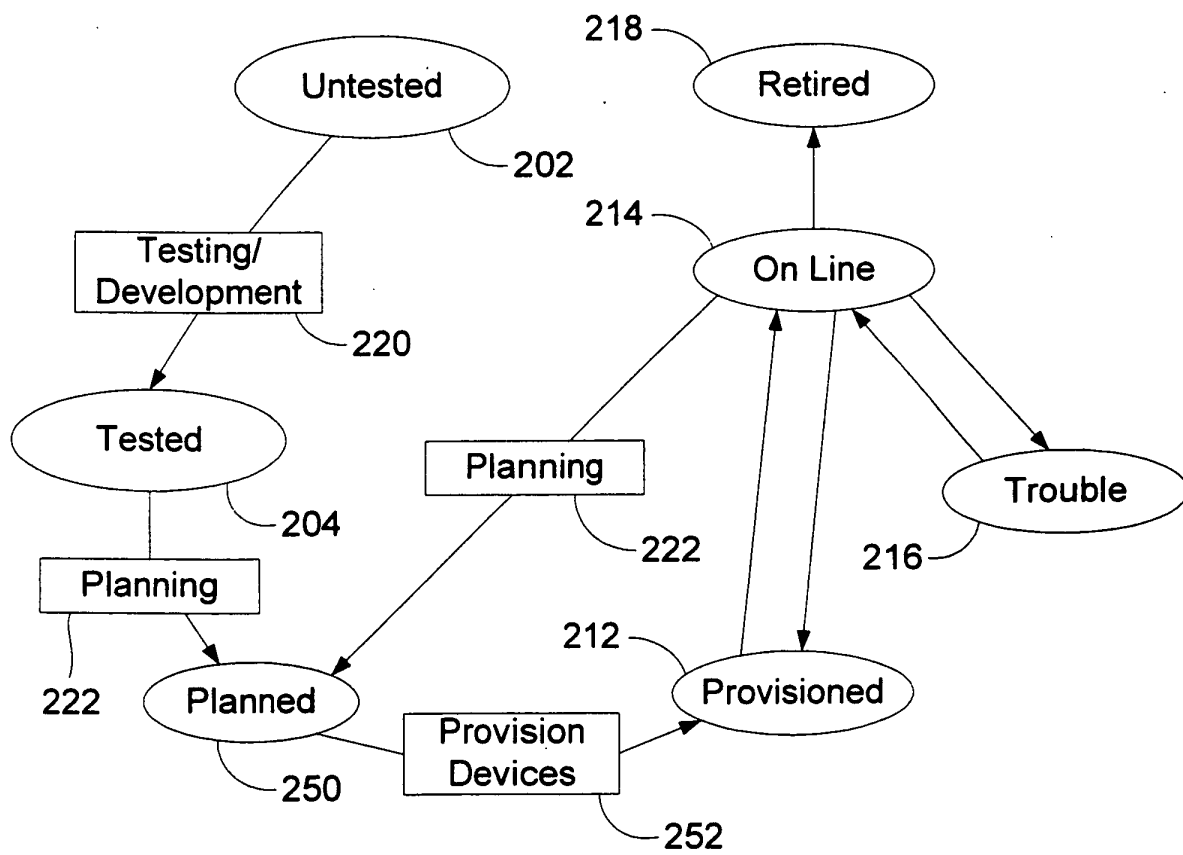 218
Untested
Retired
202
214
Testing/
Development
On Line
220
Tested
Planning
Trouble
204
222
216
Planning
212
222
Planned
Provision
Devices
Provisioned
250
252